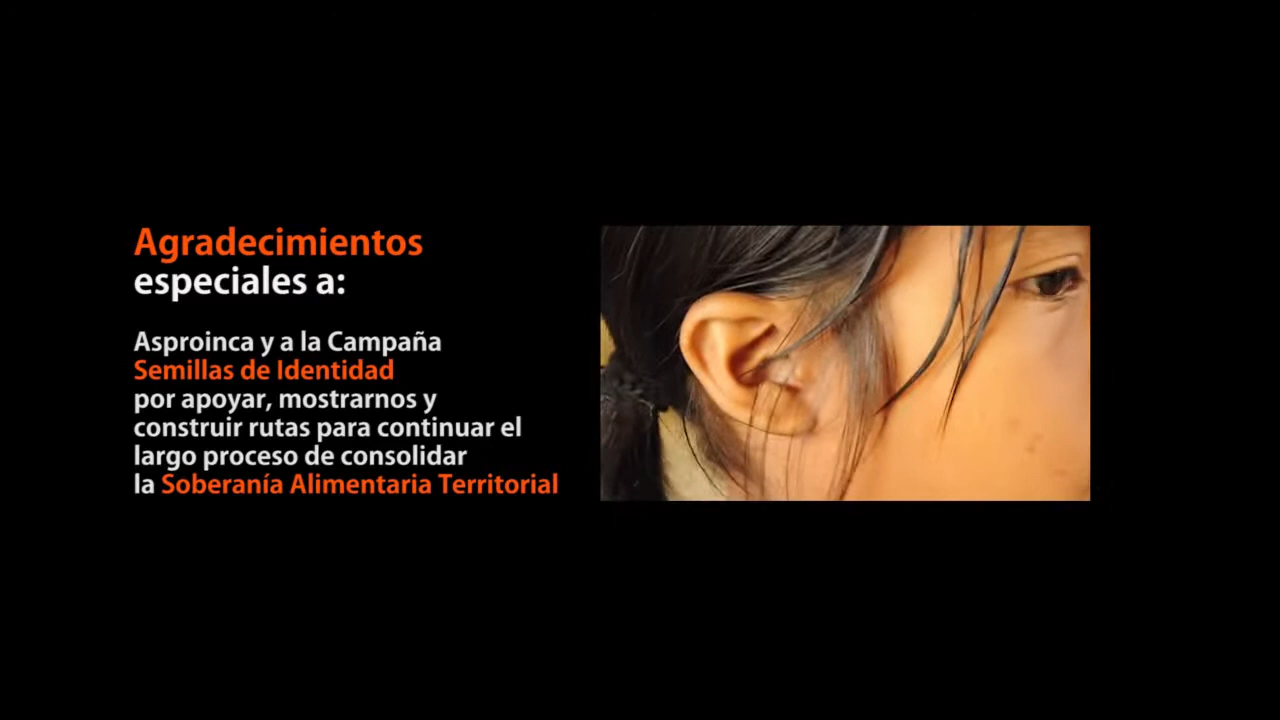 Agradecimientos
especiales a:
Asproinca y a la Campaña
Semillas de Identidad
por apoyar, mostrarnos y
construir rutas para continuar el
largo proceso de consolidar
la Soberanía Alimentaria Territorial